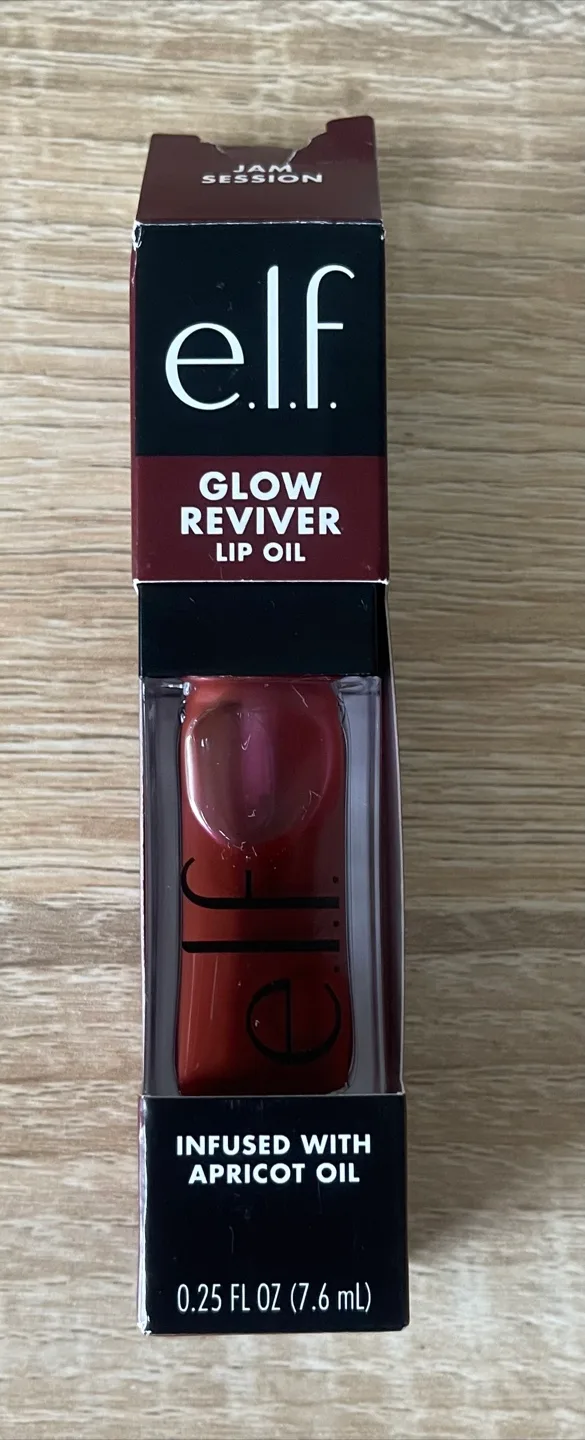 JAM
SESSION
e.l.f.
GLOW
REVIVER
LIP OIL
e.l.f.
INFUSED WITH
APRICOT OIL
0.25 FL OZ (7.6 mL)